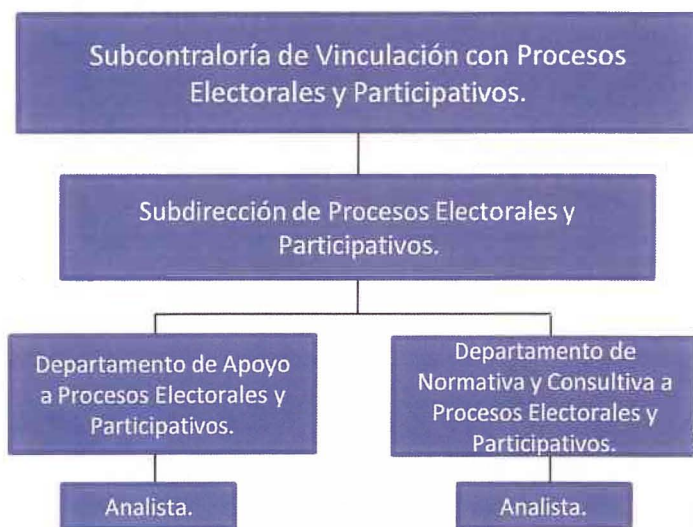 Subcontraloría de Vinculación con Procesos
Electorales y Participativos.
Subdirección de Procesos Electorales y
Participativos.
Departamento de Apoyo
a Procesos Electorales y
Participativos.
Departamento de
Normativa y Consultiva a
Procesos Electorales y
Participativos.
Analista.
Analista.